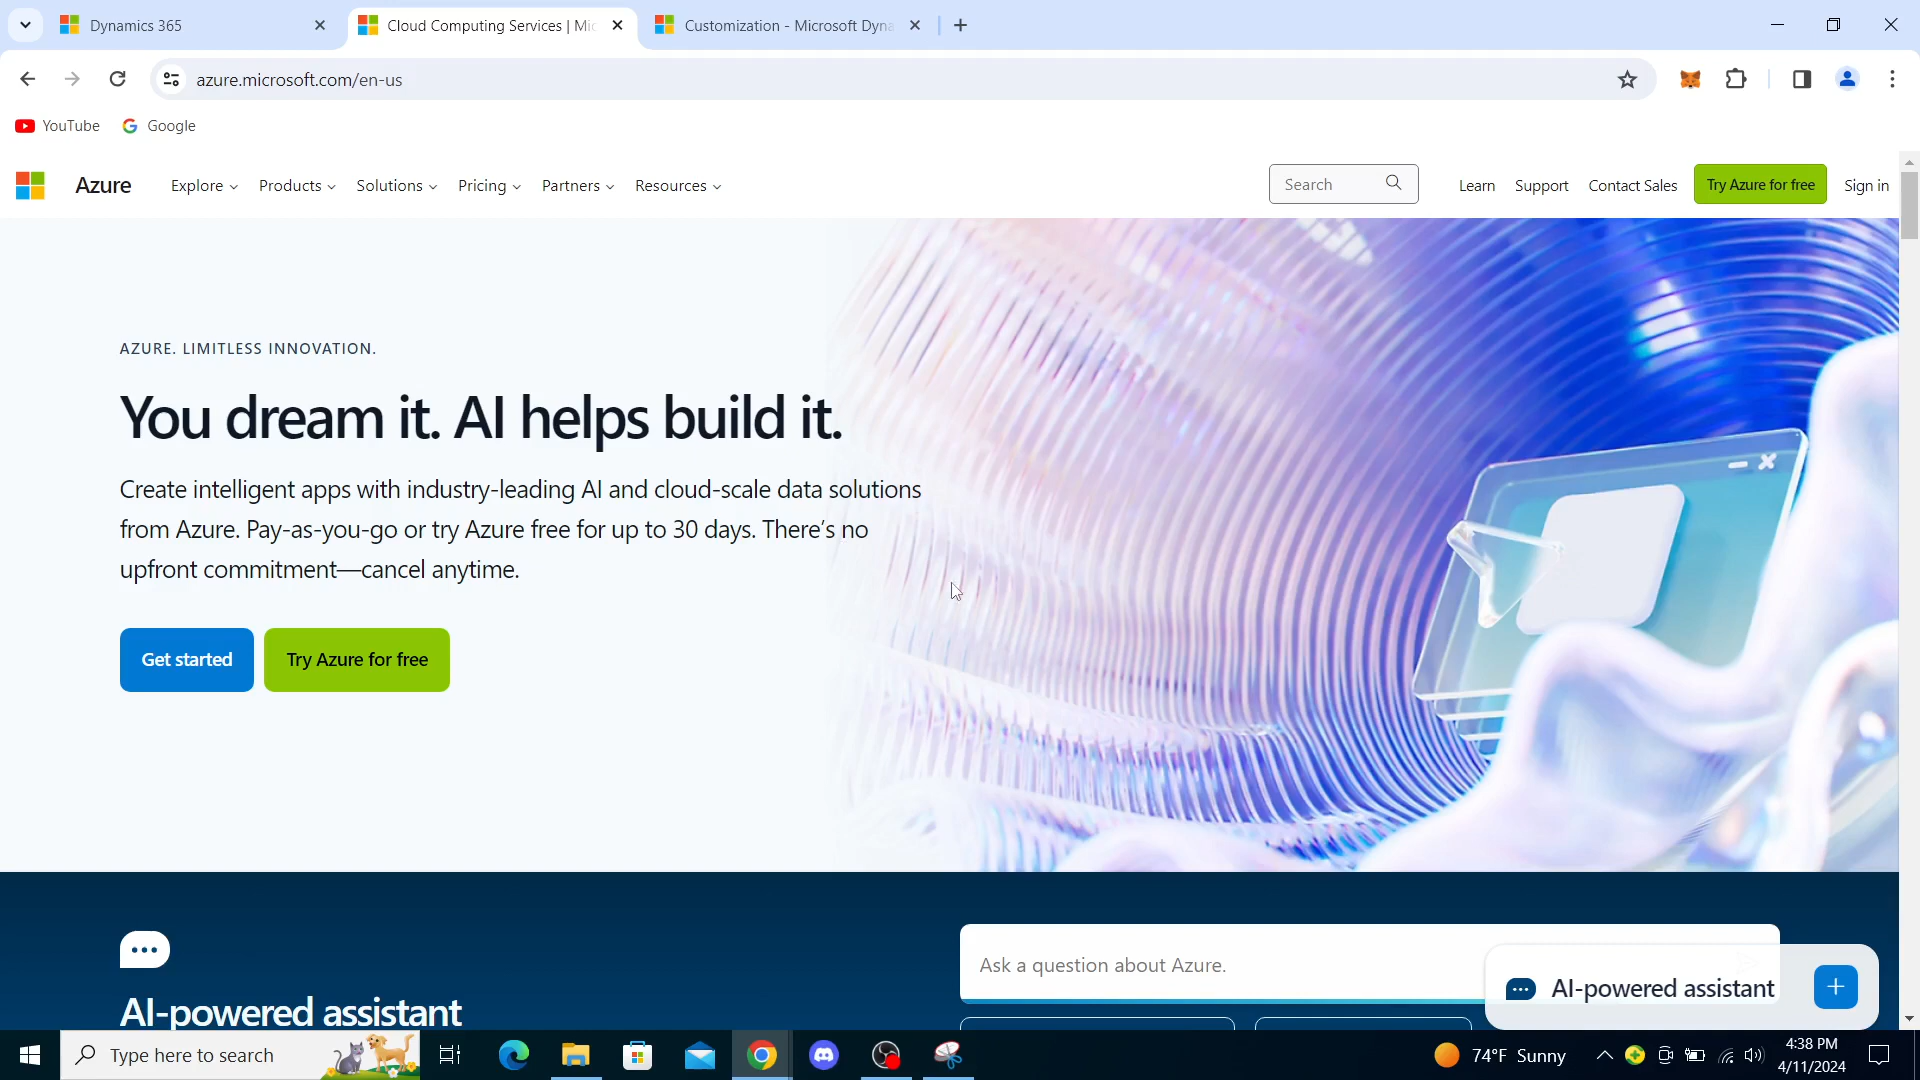 Dynamics 365
Cloud Computing Services | Mic
Customization - Microsoft Dyna
azure.microsoft.com/en-us
YouTube
Google
Azure
Explore
Products
Solutions
Pricing
Partners
Resources
Search
Learn
Support
Contact Sales
Try Azure for free
Sign in
AZURE. LIMITLESS INNOVATION.
You dream it. AI helps build it.
Create intelligent apps with industry-leading AI and cloud-scale data solutions
from Azure. Pay-as-you-go or try Azure free for up to 30 days. There’s no
upfront commitment—cancel anytime.
Get started
Try Azure for free
AI-powered assistant
Ask a question about Azure.
AI-powered assistant
Type here to search
74°F Sunny
4:38 PM
4/11/2024